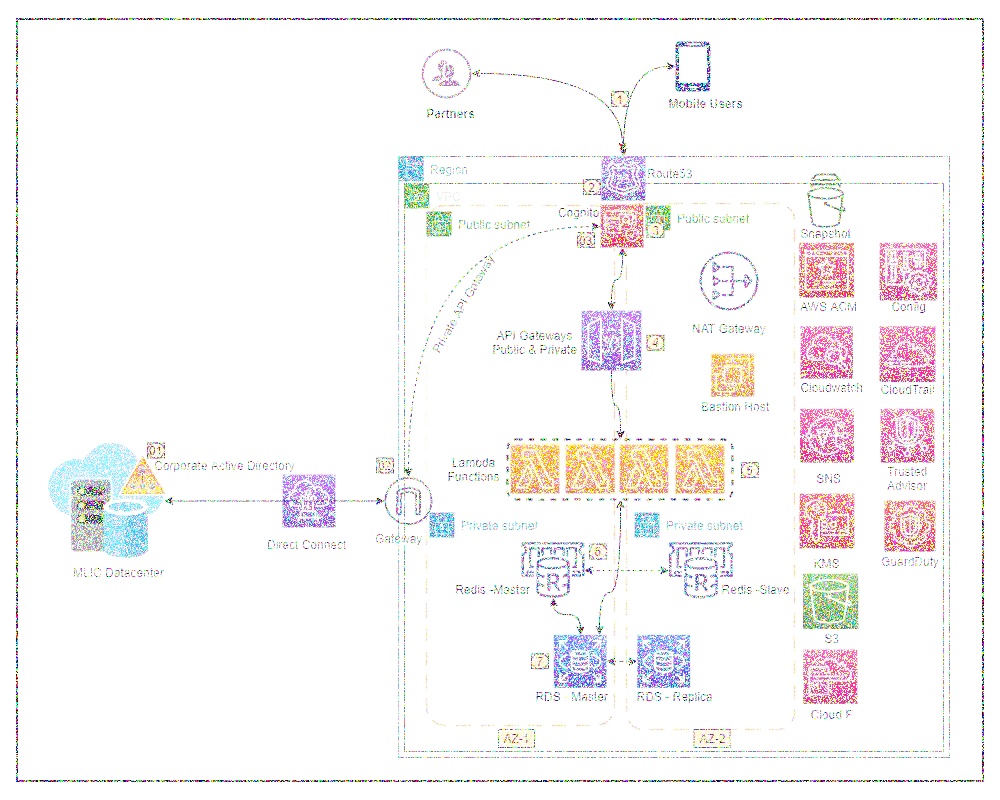 1
Partners
Mobile Users
Region
Route53
2
VPC
Cognito
Public subnet
Public subnet
03
3
Snapshot
Private API Gateway
AWS ACM
Config
NAT Gateway
API Gateways
Public & Private
4
Cloudwatch
CloudTrail
Bastion Host
01
Corporate Active Directory
02
Lambda
Functions
5
SNS
Trusted
Advisor
Direct Connect
Gateway
Private subnet
Private subnet
MLIC Datacenter
6
KMS
GuardDuty
Redis -Master
Redis -Slave
S3
7
RDS - Master
RDS - Replica
Cloud F
AZ-1
AZ-2